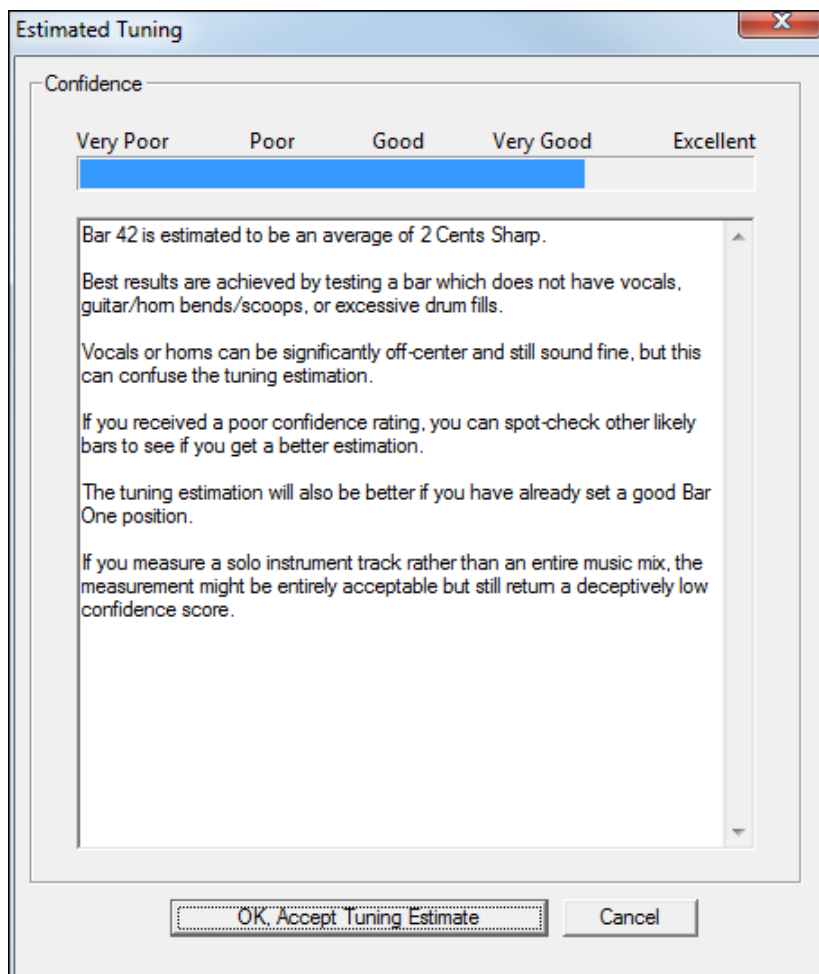 Estimated Tuning
Confidence
Very Poor Poor Good Very Good Excellent
Bar 42 is estimated to be an average of 2 Cents Sharp.
Best results are achieved by testing a bar which does not have vocals,
guitar/horn bends/scoops, or excessive drum fills.
Vocals or horns can be significantly off-center and still sound fine, but this
can confuse the tuning estimation.
If you received a poor confidence rating, you can spot-check other likely
bars to see if you get a better estimation.
The tuning estimation will also be better if you have already set a good Bar
One position.
If you measure a solo instrument track rather than an entire music mix, the
measurement might be entirely acceptable but still return a deceptively low
confidence score.
OK, Accept Tuning Estimate Cancel